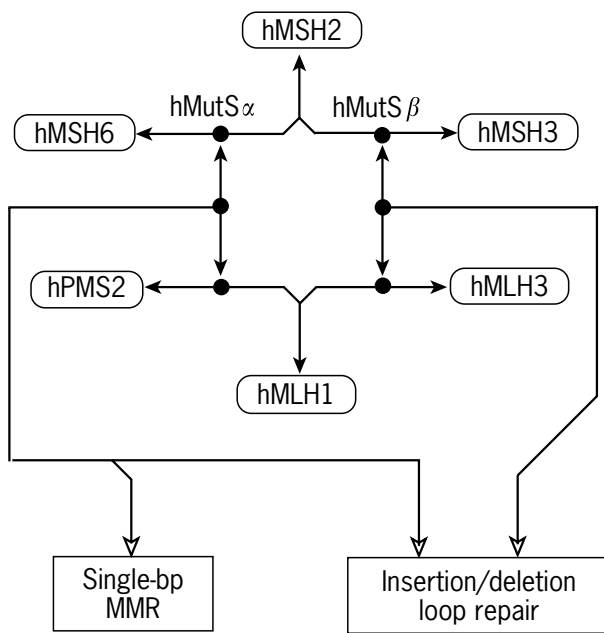 hMSH2
hMutSα
hMutSβ
hMSH6
hMSH3
hPMS2
hMLH3
hMLH1
Single-bp
MMR
Insertion/deletion
loop repair